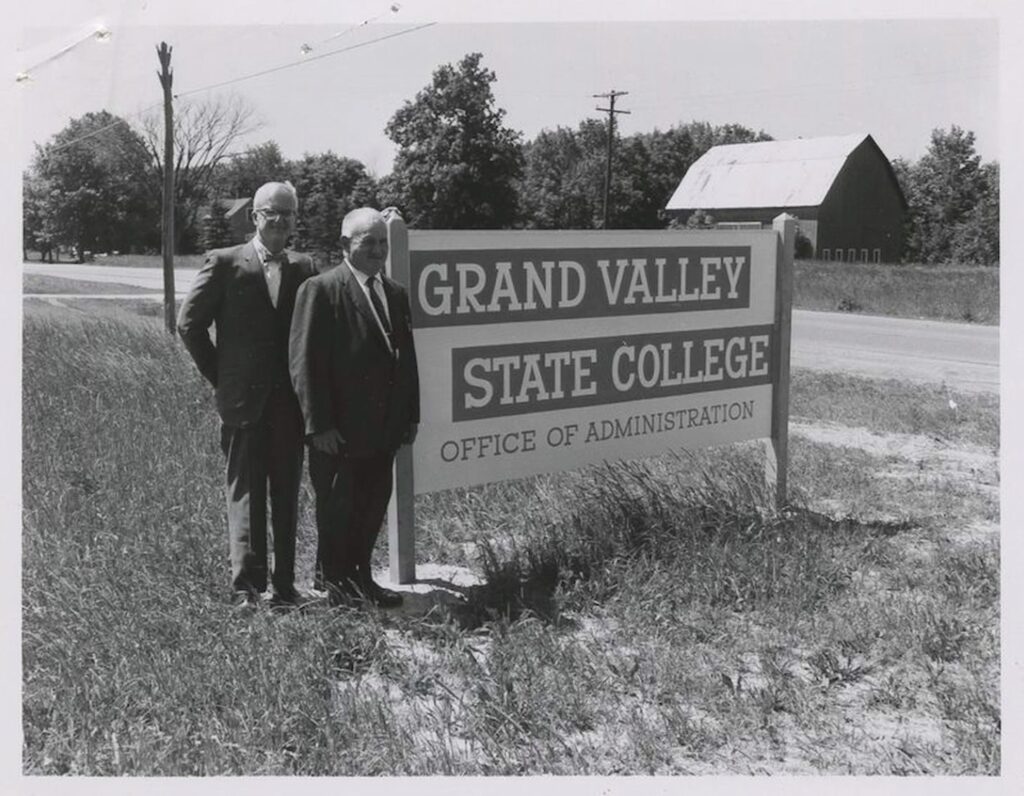 GRAND VALLEY
STATE COLLEGE
OFFICE OF ADMINISTRATION